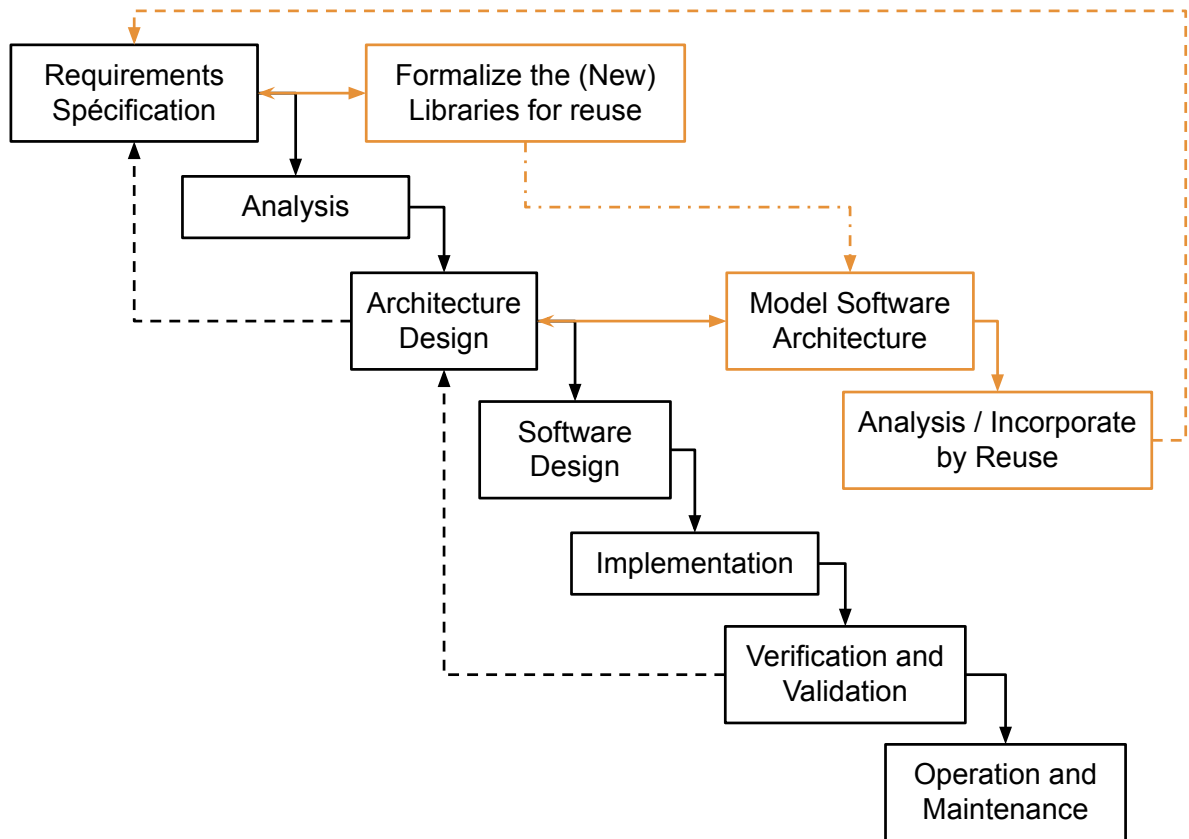 Requirements
Spécification
Formalize the (New)
Libraries for reuse
Analysis
Architecture
Design
Model Software
Architecture
Software
Design
Analysis / Incorporate
by Reuse
Implementation
Verification and
Validation
Operation and
Maintenance